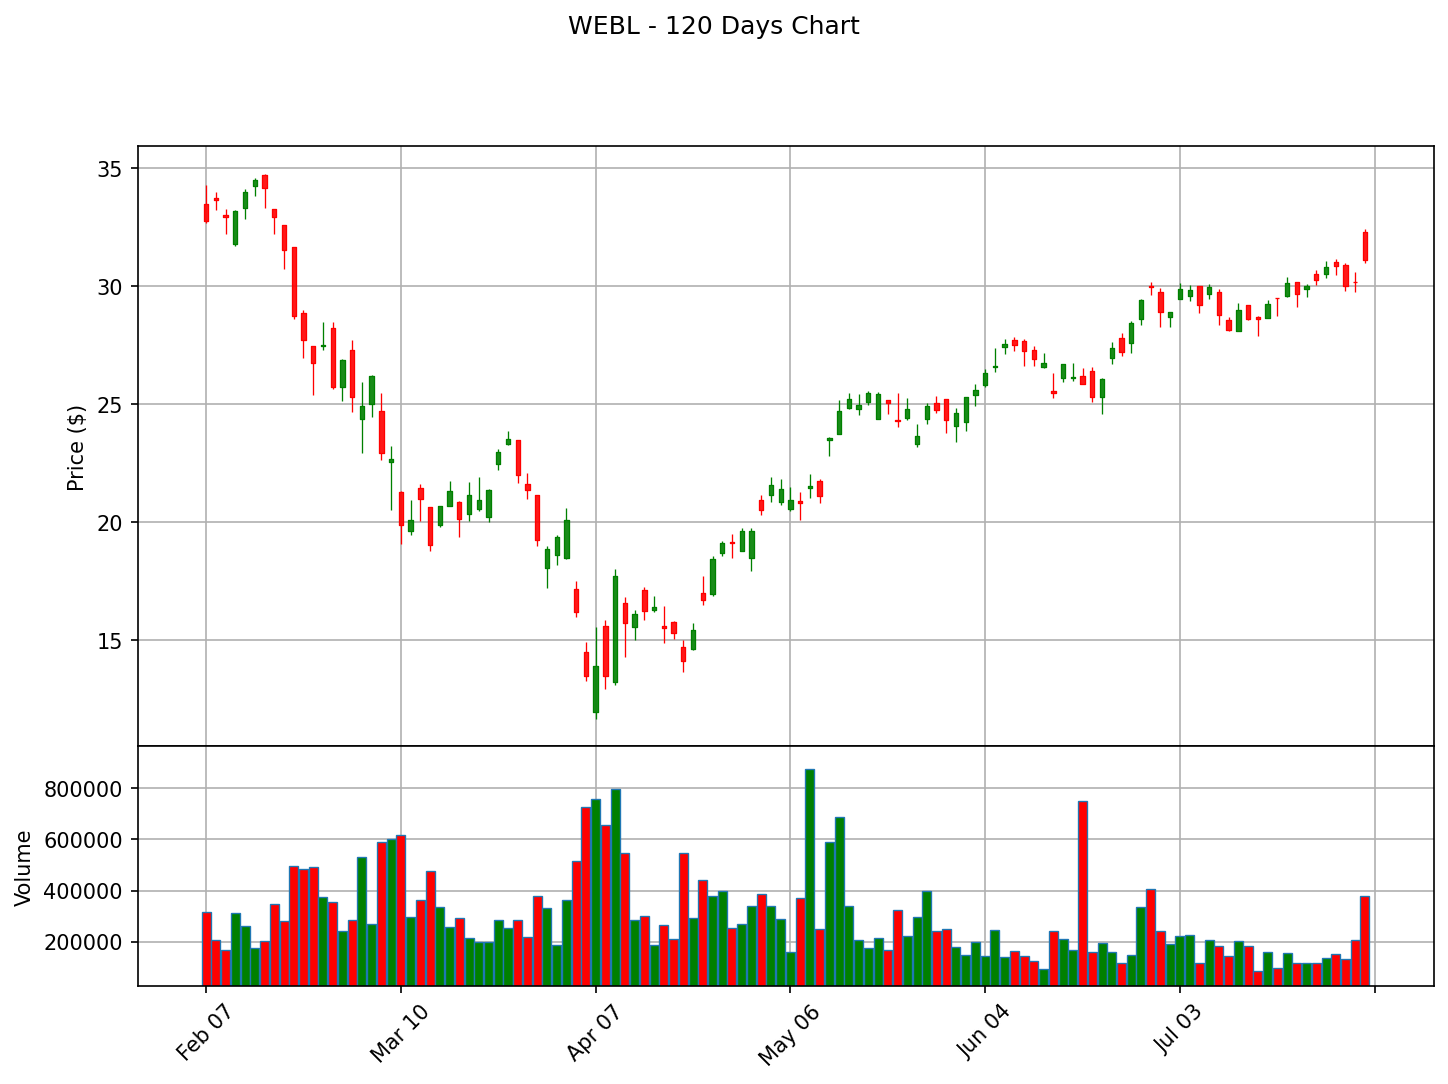 WEBL - 120 Days Chart
Price ($)
35
30
25
20
15
Volume
800000
600000
400000
200000
Feb 07
Mar 10
Apr 07
May 06
Jun 04
Jul 03